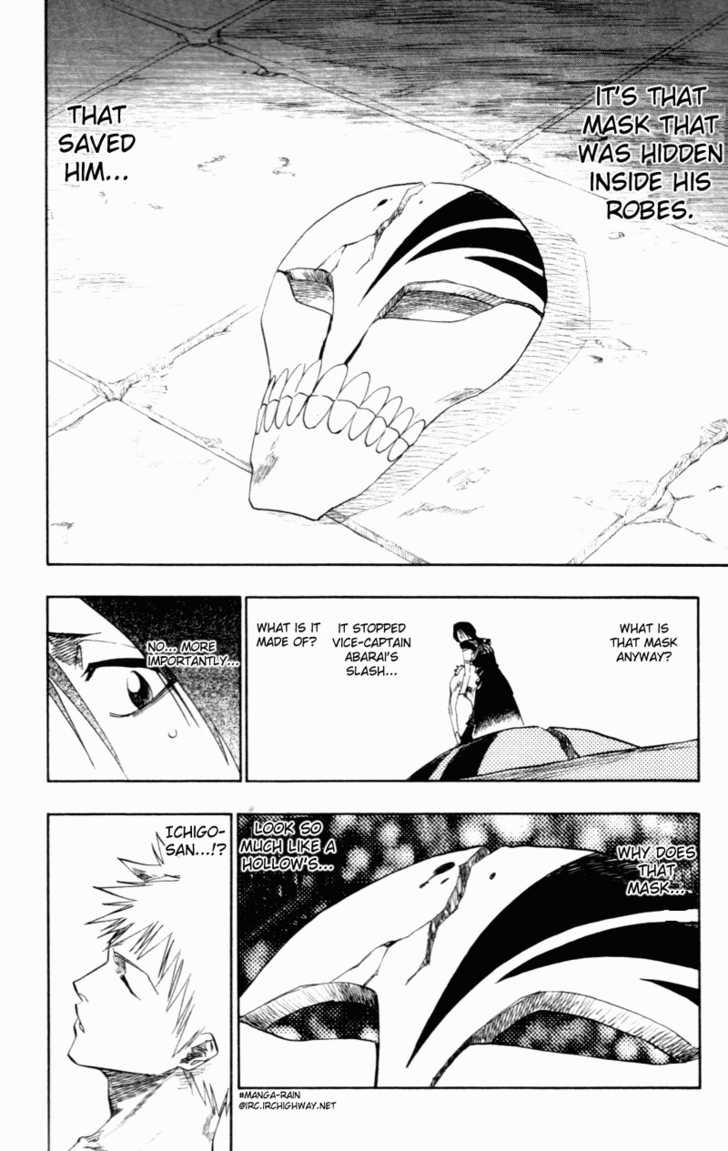 IT'S THAT
MASK THAT
WAS HIDDEN
INSIDE HIS
ROBES.
THAT
SAVED
HIM...
WHAT IS
THAT MASK
ANYWAY?
IT STOPPED
VICE-CAPTAIN
ABARAI'S
SLASH...
WHAT IS IT
MADE OF?
NO... MORE
IMPORTANTLY...
WHY DOES
THAT
MASK...
LOOK SO
MUCH LIKE A
HOLLOW'S...
ICHIGO-
SAN...!?
#MANGA-RAIN
@IRC.IRCHIGHWAY.NET